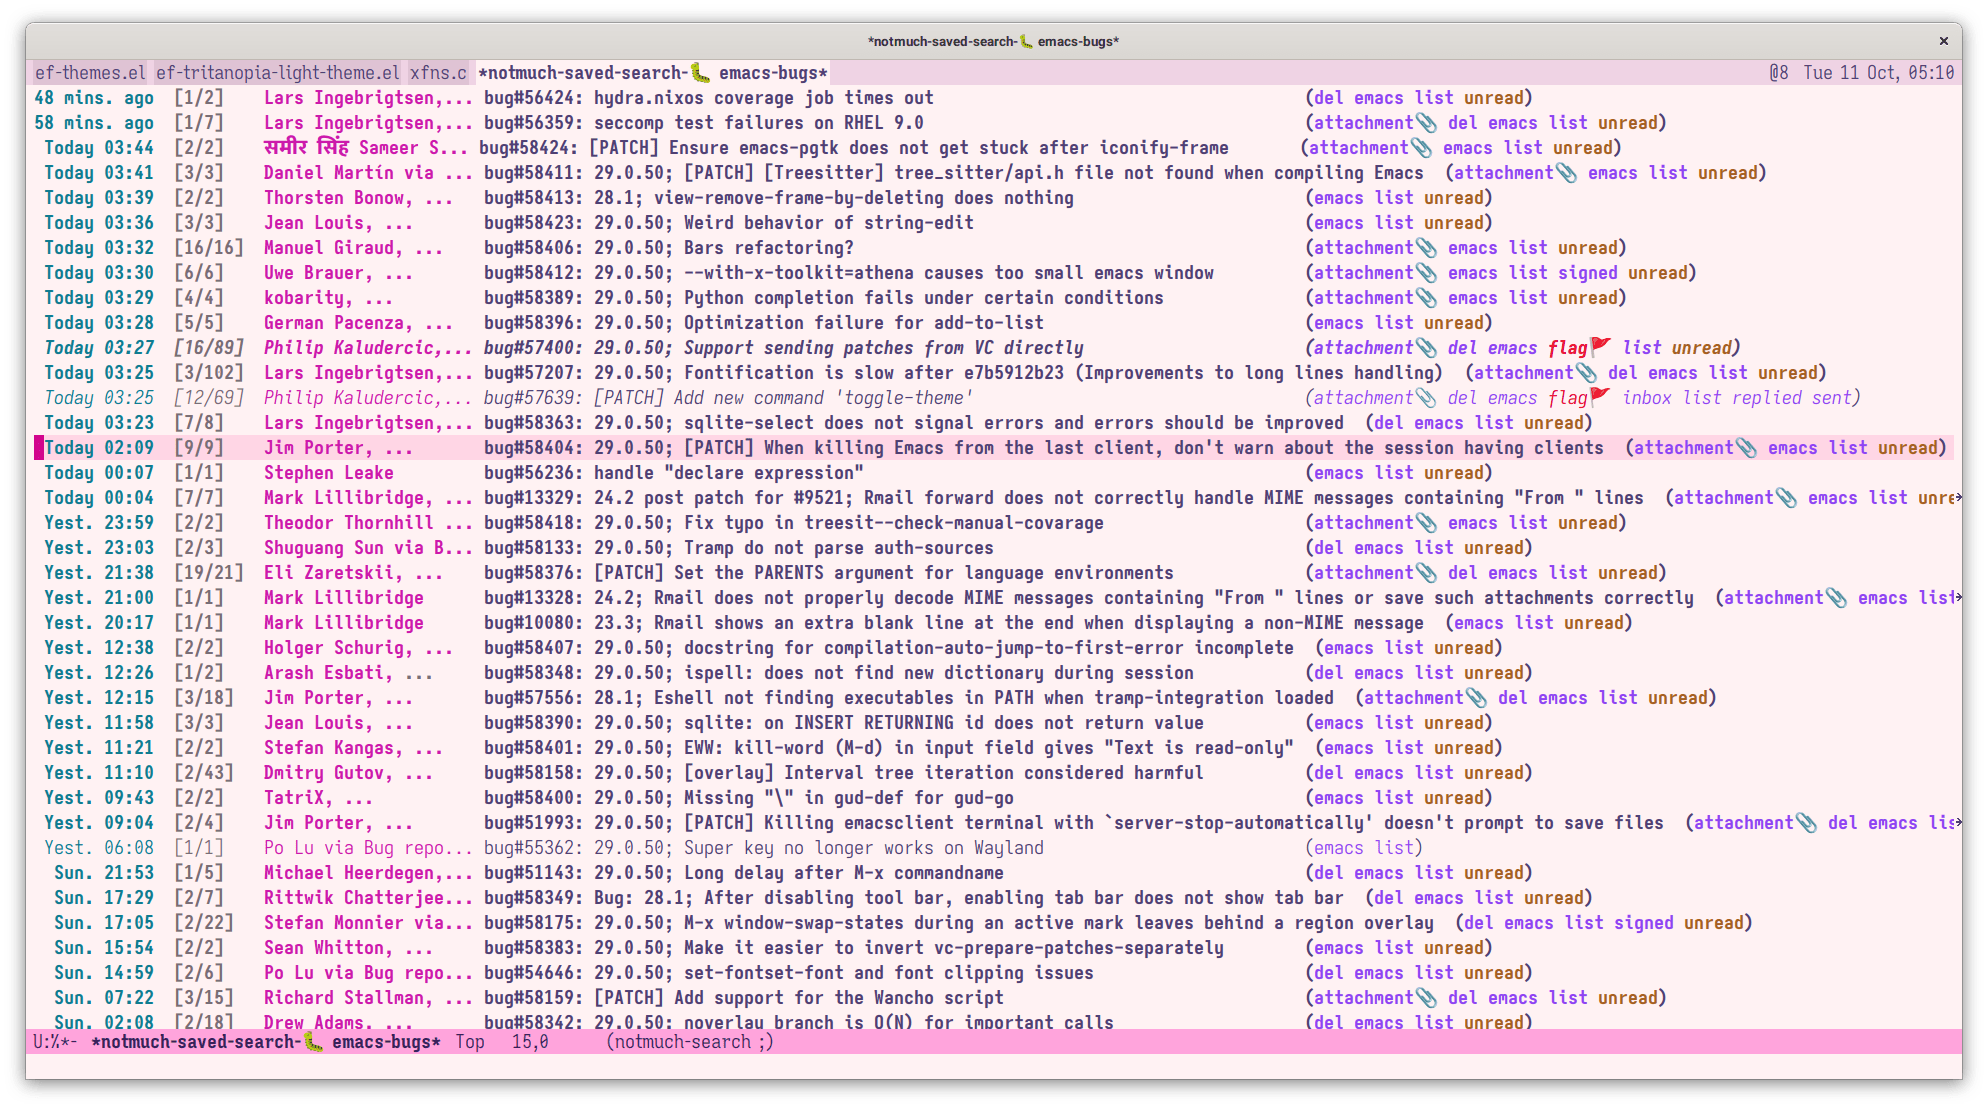 *notmuch-saved-search-🐛 emacs-bugs* ×
ef-themes.el ef-tritanopia-light-theme.el xfns.c *notmuch-saved-search-🐛 emacs-bugs* @8 Tue 11 Oct, 05:10
48 mins. ago [1/2] Lars Ingebrigtsen,... bug#56424: hydra.nixos coverage job times out (del emacs list unread)
58 mins. ago [1/7] Lars Ingebrigtsen,... bug#56359: seccomp test failures on RHEL 9.0 (attachment📎 del emacs list unread)
Today 03:44 [2/2] समीर सिंह Sameer S... bug#58424: [PATCH] Ensure emacs-pgtk does not get stuck after iconify-frame (attachment📎 emacs list unread)
Today 03:41 [3/3] Daniel Martín via ... bug#58411: 29.0.50; [PATCH] [Treesitter] tree_sitter/api.h file not found when compiling Emacs (attachment📎 emacs list unread)
Today 03:39 [2/2] Thorsten Bonow, ... bug#58413: 28.1; view-remove-frame-by-deleting does nothing (emacs list unread)
Today 03:36 [3/3] Jean Louis, ... bug#58423: 29.0.50; Weird behavior of string-edit (emacs list unread)
Today 03:32 [16/16] Manuel Giraud, ... bug#58406: 29.0.50; Bars refactoring? (attachment📎 emacs list unread)
Today 03:30 [6/6] Uwe Brauer, ... bug#58412: 29.0.50; --with-x-toolkit=athena causes too small emacs window (attachment📎 emacs list signed unread)
Today 03:29 [4/4] kobarity, ... bug#58389: 29.0.50; Python completion fails under certain conditions (attachment📎 emacs list unread)
Today 03:28 [5/5] German Pacenza, ... bug#58396: 29.0.50; Optimization failure for add-to-list (emacs list unread)
Today 03:27 [16/89] Philip Kaludercic,... bug#57400: 29.0.50; Support sending patches from VC directly (attachment📎 del emacs flag🚩 list unread)
Today 03:25 [3/102] Lars Ingebrigtsen,... bug#57207: 29.0.50; Fontification is slow after e7b5912b23 (Improvements to long lines handling) (attachment📎 del emacs list unread)
Today 03:25 [12/69] Philip Kaludercic,... bug#57639: [PATCH] Add new command 'toggle-theme' (attachment📎 del emacs flag🚩 inbox list replied sent)
Today 03:23 [7/8] Lars Ingebrigtsen,... bug#58363: 29.0.50; sqlite-select does not signal errors and errors should be improved (del emacs list unread)
Today 02:09 [9/9] Jim Porter, ... bug#58404: 29.0.50; [PATCH] When killing Emacs from the last client, don't warn about the session having clients (attachment📎 emacs list unread)
Today 00:07 [1/1] Stephen Leake bug#56236: handle "declare expression" (emacs list unread)
Today 00:04 [7/7] Mark Lillibridge, ... bug#13329: 24.2 post patch for #9521; Rmail forward does not correctly handle MIME messages containing "From " lines (attachment📎 emacs list unre
Yest. 23:59 [2/2] Theodor Thornhill ... bug#58418: 29.0.50; Fix typo in treesit--check-manual-covarage (attachment📎 emacs list unread)
Yest. 23:03 [2/3] Shuguang Sun via B... bug#58133: 29.0.50; Tramp do not parse auth-sources (del emacs list unread)
Yest. 21:38 [19/21] Eli Zaretskii, ... bug#58376: [PATCH] Set the PARENTS argument for language environments (attachment📎 del emacs list unread)
Yest. 21:00 [1/1] Mark Lillibridge bug#13328: 24.2; Rmail does not properly decode MIME messages containing "From " lines or save such attachments correctly (attachment📎 emacs list
Yest. 20:17 [1/1] Mark Lillibridge bug#10080: 23.3; Rmail shows an extra blank line at the end when displaying a non-MIME message (emacs list unread)
Yest. 12:38 [2/2] Holger Schurig, ... bug#58407: 29.0.50; docstring for compilation-auto-jump-to-first-error incomplete (emacs list unread)
Yest. 12:26 [1/2] Arash Esbati, ... bug#58348: 29.0.50; ispell: does not find new dictionary during session (del emacs list unread)
Yest. 12:15 [3/18] Jim Porter, ... bug#57556: 28.1; Eshell not finding executables in PATH when tramp-integration loaded (attachment📎 del emacs list unread)
Yest. 11:58 [3/3] Jean Louis, ... bug#58390: 29.0.50; sqlite: on INSERT RETURNING id does not return value (emacs list unread)
Yest. 11:21 [2/2] Stefan Kangas, ... bug#58401: 29.0.50; EWW: kill-word (M-d) in input field gives "Text is read-only" (emacs list unread)
Yest. 11:10 [2/43] Dmitry Gutov, ... bug#58158: 29.0.50; [overlay] Interval tree iteration considered harmful (del emacs list unread)
Yest. 09:43 [2/2] TatriX, ... bug#58400: 29.0.50; Missing "\" in gud-def for gud-go (emacs list unread)
Yest. 09:04 [2/4] Jim Porter, ... bug#51993: 29.0.50; [PATCH] Killing emacsclient terminal with `server-stop-automatically' doesn't prompt to save files (attachment📎 del emacs lis
Yest. 06:08 [1/1] Po Lu via Bug repo... bug#55362: 29.0.50; Super key no longer works on Wayland (emacs list)
Sun. 21:53 [1/5] Michael Heerdegen,... bug#51143: 29.0.50; Long delay after M-x commandname (del emacs list unread)
Sun. 17:29 [2/7] Rittwik Chatterjee... bug#58349: Bug: 28.1; After disabling tool bar, enabling tab bar does not show tab bar (del emacs list unread)
Sun. 17:05 [2/22] Stefan Monnier via... bug#58175: 29.0.50; M-x window-swap-states during an active mark leaves behind a region overlay (del emacs list signed unread)
Sun. 15:54 [2/2] Sean Whitton, ... bug#58383: 29.0.50; Make it easier to invert vc-prepare-patches-separately (emacs list unread)
Sun. 14:59 [2/6] Po Lu via Bug repo... bug#54646: 29.0.50; set-fontset-font and font clipping issues (del emacs list unread)
Sun. 07:22 [3/15] Richard Stallman, ... bug#58159: [PATCH] Add support for the Wancho script (attachment📎 del emacs list unread)
Sun. 02:08 [2/18] Drew Adams, ... bug#58342: 29.0.50; noverlay branch is O(N) for important calls (del emacs list unread)
U:%*- *notmuch-saved-search-🐛 emacs-bugs* Top 15,0 (notmuch-search ;)